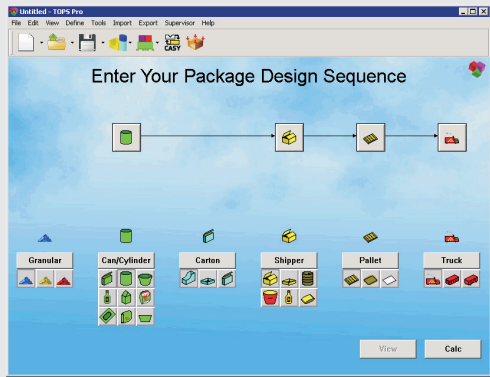 Untitled - TOPS Pro
File Edit View Define Tools Import Export Supervisor Help
CASY
Enter Your Package Design Sequence
Granular Can/Cylinder Carton Shipper Pallet Truck
View Calc